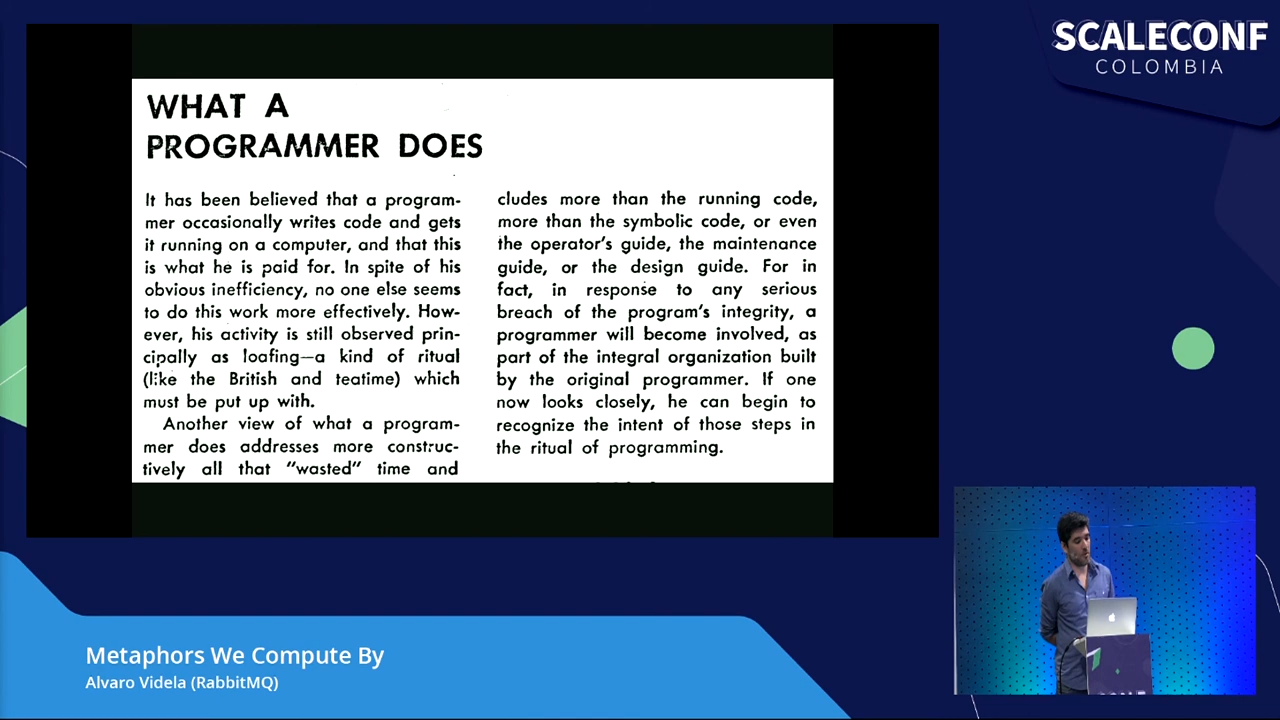 SCALECONF
COLOMBIA
WHAT A
PROGRAMMER DOES
It has been believed that a program-
mer occasionally writes code and gets
it running on a computer, and that this
is what he is paid for. In spite of his
obvious inefficiency, no one else seems
to do this work more effectively. How-
ever, his activity is still observed prin-
cipally as loafing—a kind of ritual
(like the British and teatime) which
must be put up with.
Another view of what a program-
mer does addresses more construc-
tively all that "wasted" time and
cludes more than the running code,
more than the symbolic code, or even
the operator's guide, the maintenance
guide, or the design guide. For in
fact, in response to any serious
breach of the program's integrity, a
programmer will become involved, as
part of the integral organization built
by the original programmer. If one
now looks closely, he can begin to
recognize the intent of those steps in
the ritual of programming.
Metaphors We Compute By
Alvaro Videla (RabbitMQ)